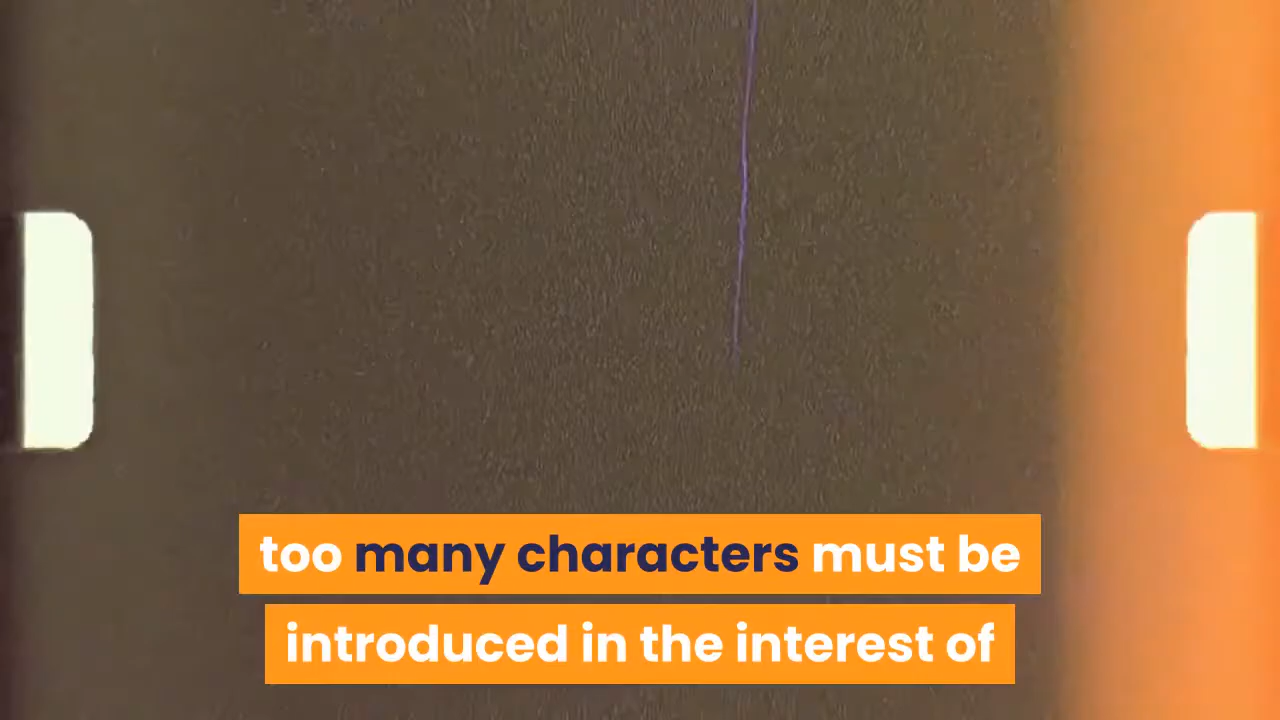 too many characters must be
introduced in the interest of